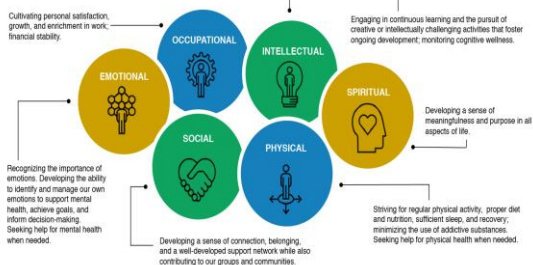 Cultivating personal satisfaction,
growth, and enrichment in work;
financial stability.
Engaging in continuous learning and the pursuit of
creative or intellectually challenging activities that foster
ongoing development; monitoring cognitive wellness.
OCCUPATIONAL
INTELLECTUAL
EMOTIONAL
SPIRITUAL
Developing a sense of
meaningfulness and purpose in all
aspects of life.
SOCIAL
PHYSICAL
Recognizing the importance of
emotions. Developing the ability
to identify and manage our own
emotions to support mental
health, achieve goals, and
inform decision-making.
Seeking help for mental health
when needed.
Striving for regular physical activity, proper diet
and nutrition, sufficient sleep, and recovery;
minimizing the use of addictive substances.
Seeking help for physical health when needed.
Developing a sense of connection, belonging,
and a well-developed support network while also
contributing to our groups and communities.